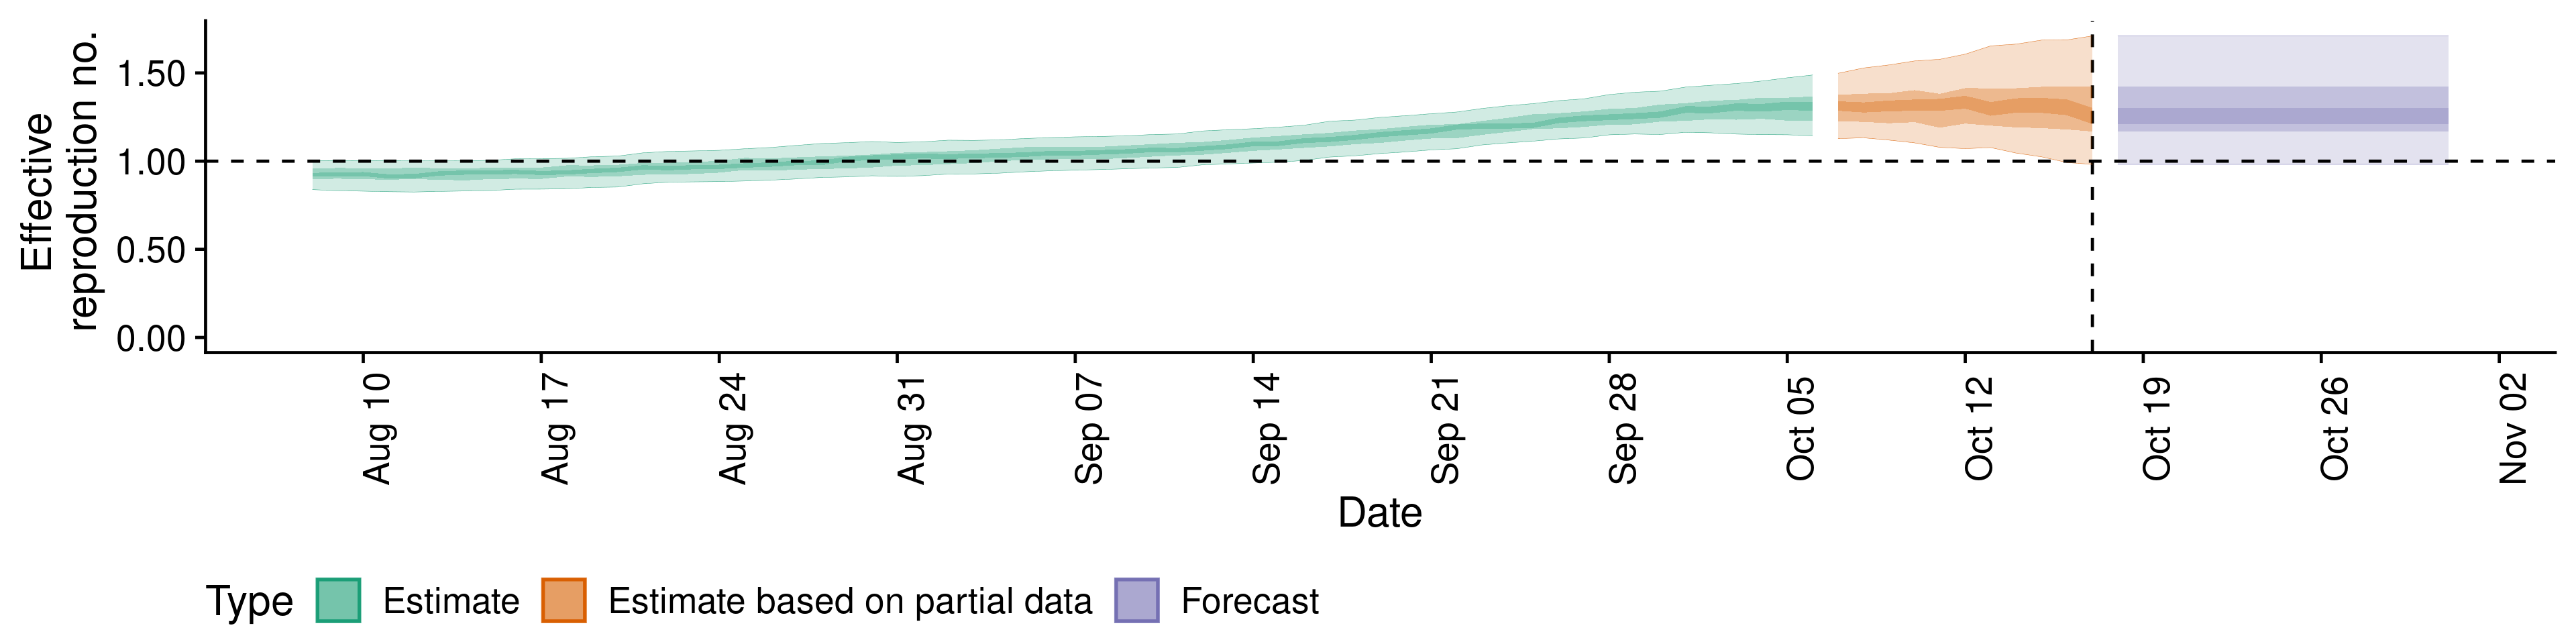 Effective
reproduction no.
1.50
1.00
0.50
0.00
Aug 10
Aug 17
Aug 24
Aug 31
Sep 07
Sep 14
Sep 21
Sep 28
Oct 05
Oct 12
Oct 19
Oct 26
Nov 02
Date
Type Estimate Estimate based on partial data Forecast